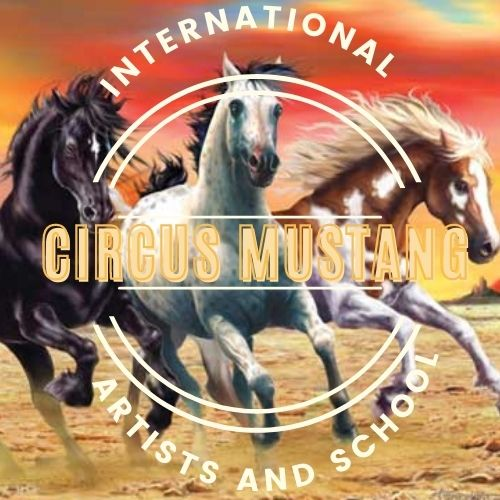 INTERNATIONAL
CIRCUS MUSTANG
ARTISTS AND SCHOOL